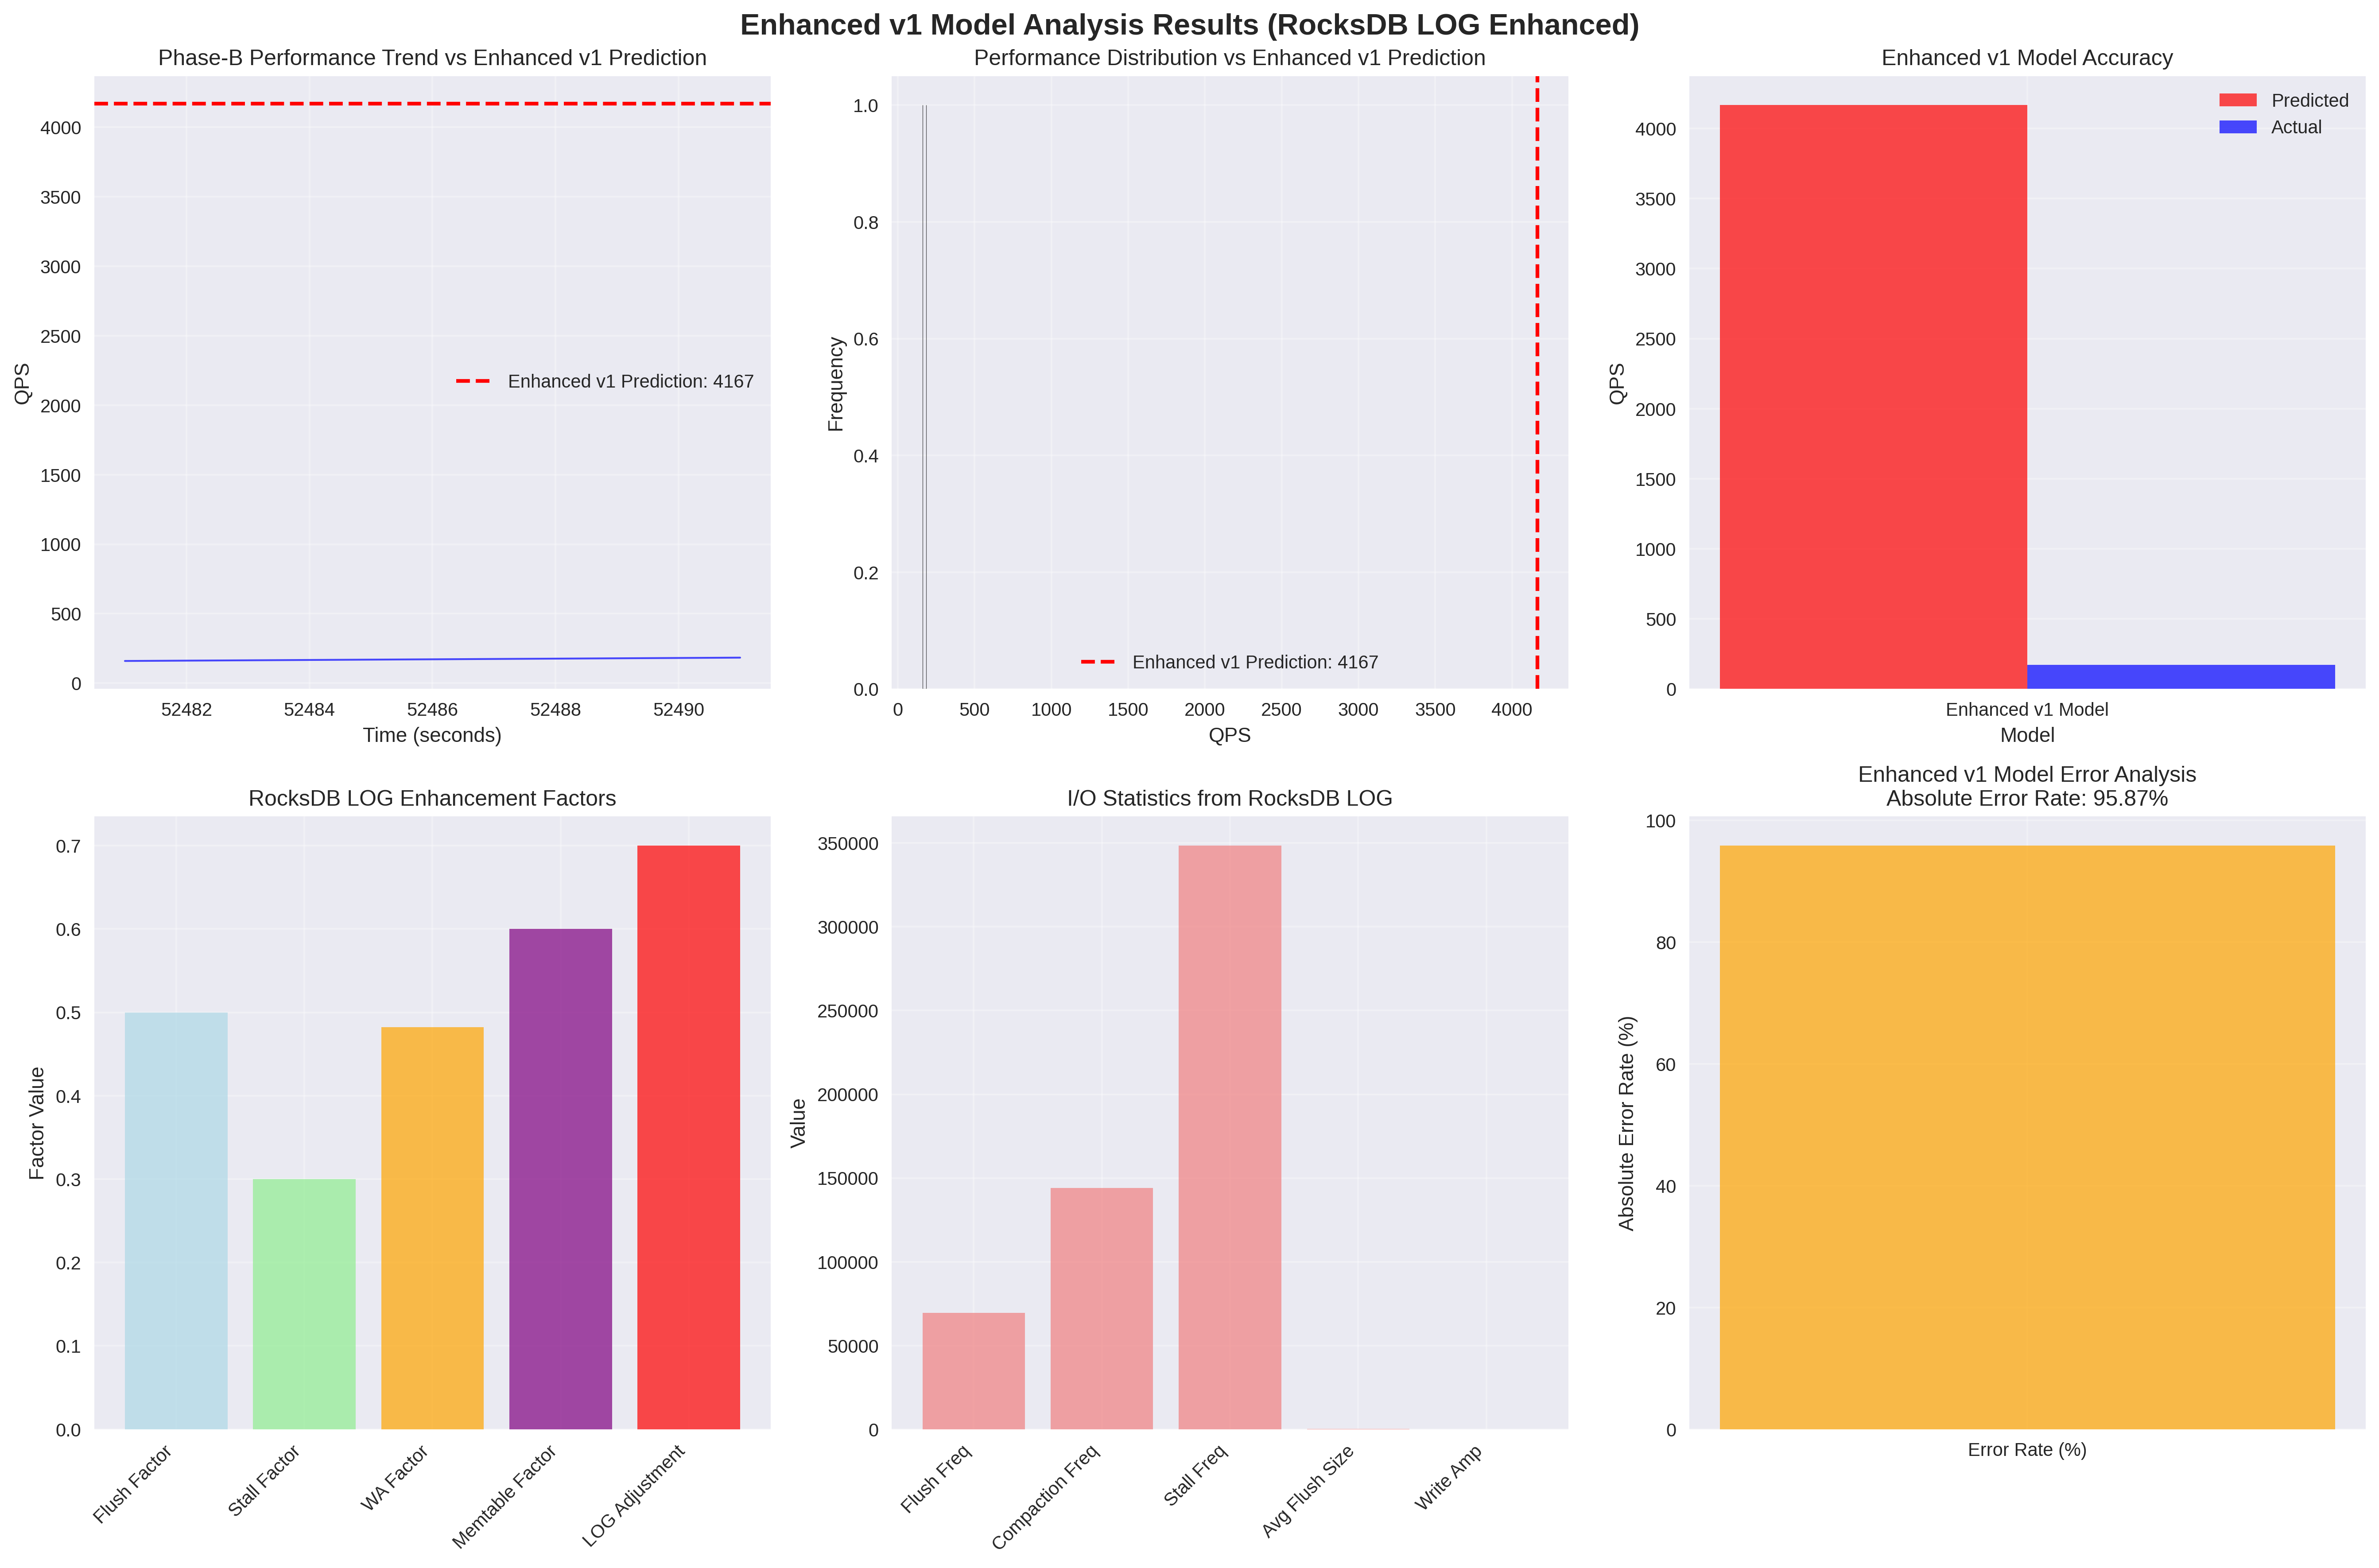 Enhanced v1 Model Analysis Results (RocksDB LOG Enhanced)
Phase-B Performance Trend vs Enhanced v1 Prediction
QPS
4000
3500
3000
2500
2000
1500
1000
500
0
Enhanced v1 Prediction: 4167
52482 52484 52486 52488 52490
Time (seconds)
Performance Distribution vs Enhanced v1 Prediction
Frequency
1.0
0.8
0.6
0.4
0.2
0.0
Enhanced v1 Prediction: 4167
0 500 1000 1500 2000 2500 3000 3500 4000
QPS
Enhanced v1 Model Accuracy
Predicted
Actual
QPS
4000
3500
3000
2500
2000
1500
1000
500
0
Enhanced v1 Model
Model
RocksDB LOG Enhancement Factors
Factor Value
0.7
0.6
0.5
0.4
0.3
0.2
0.1
0.0
Flush Factor
Stall Factor
WA Factor
Memtable Factor
LOG Adjustment
I/O Statistics from RocksDB LOG
Value
350000
300000
250000
200000
150000
100000
50000
0
Flush Freq
Compaction Freq
Stall Freq
Avg Flush Size
Write Amp
Enhanced v1 Model Error Analysis
Absolute Error Rate: 95.87%
Absolute Error Rate (%)
100
80
60
40
20
0
Error Rate (%)